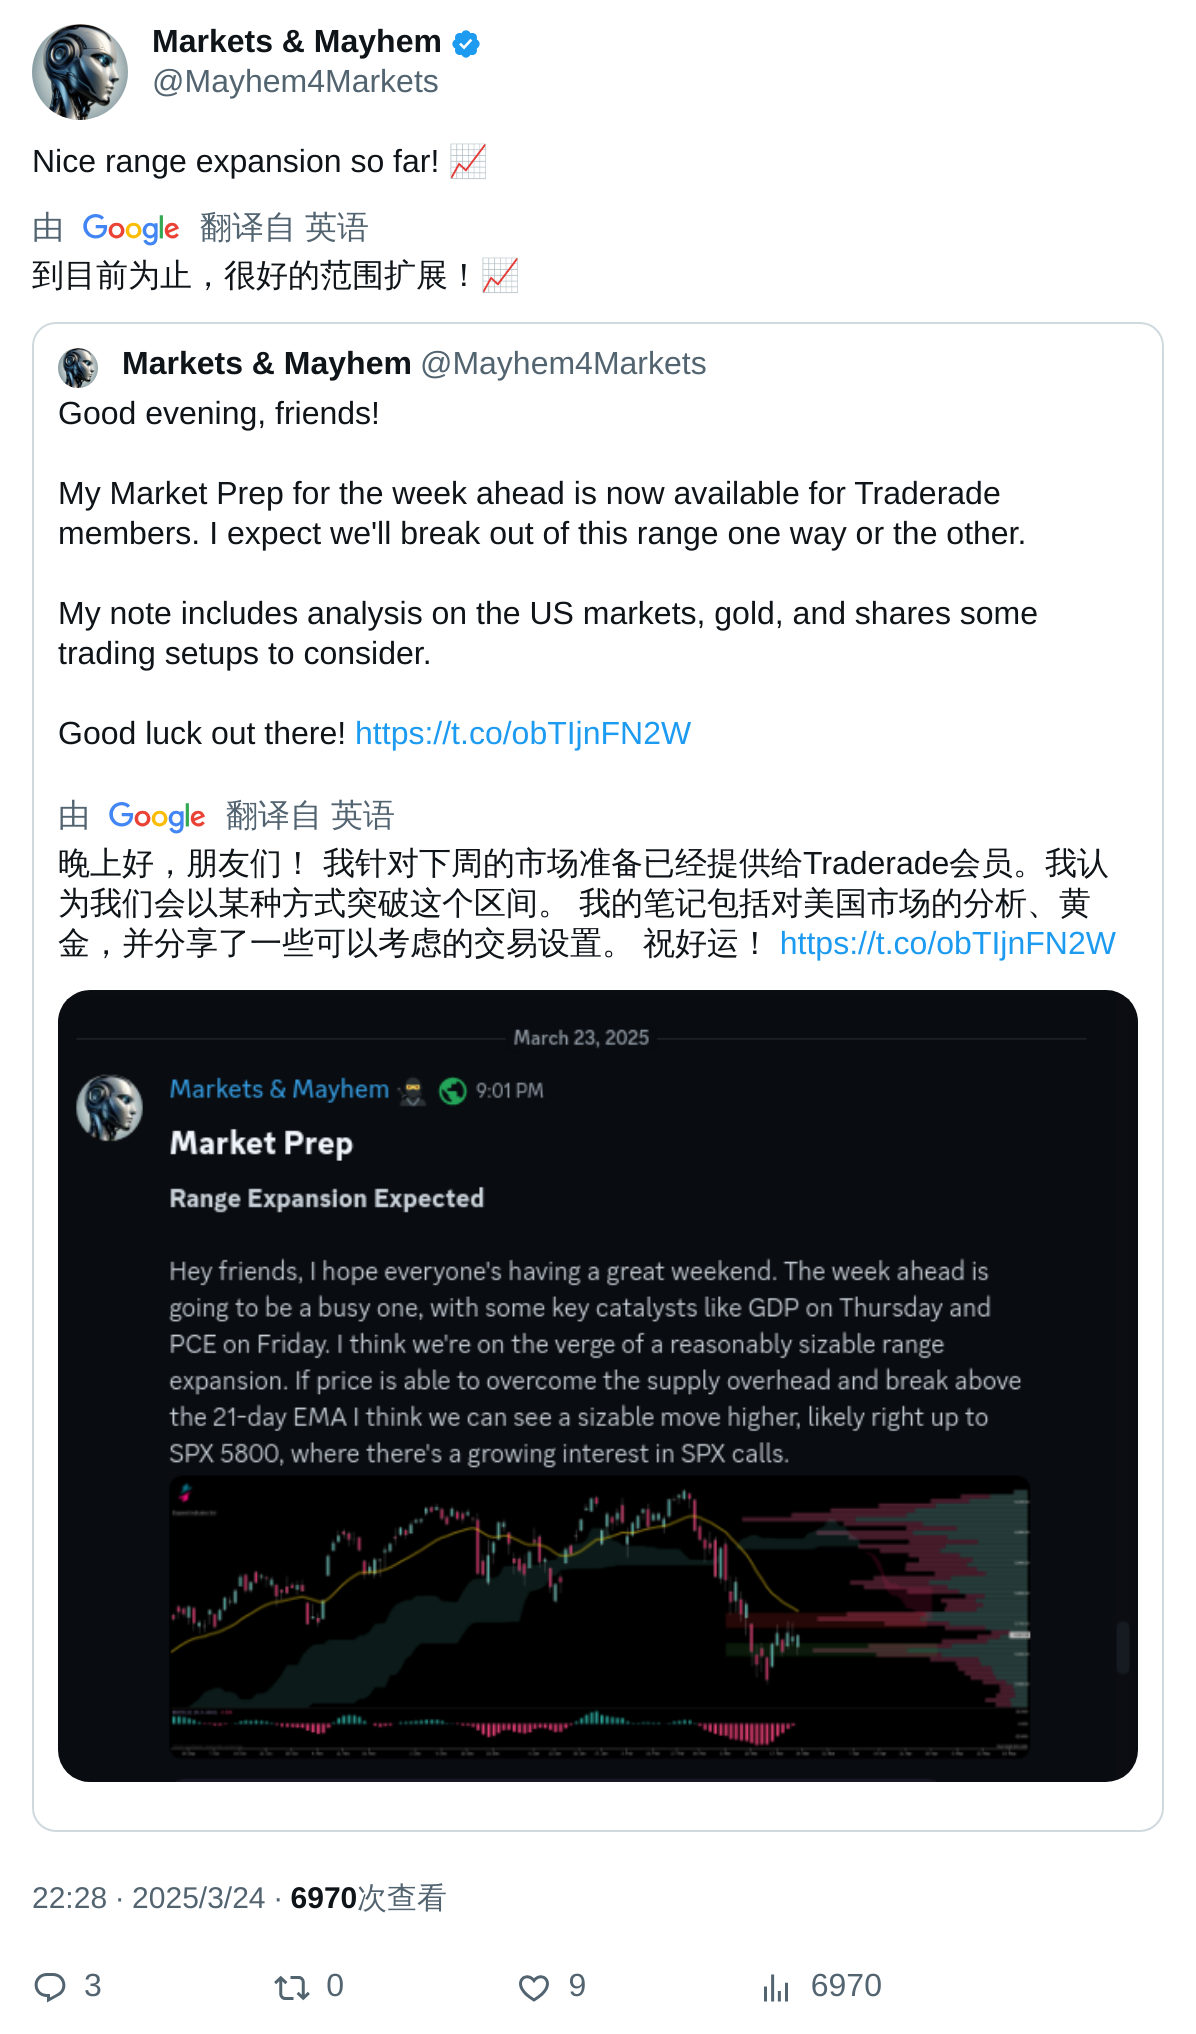 Markets & Mayhem
@Mayhem4Markets
Nice range expansion so far! 📈
由 Google 翻译自 英语
到目前为止，很好的范围扩展！📈
Markets & Mayhem @Mayhem4Markets
Good evening, friends!
My Market Prep for the week ahead is now available for Traderade
members. I expect we'll break out of this range one way or the other.
My note includes analysis on the US markets, gold, and shares some
trading setups to consider.
Good luck out there! https://t.co/obTIjnFN2W
由 Google 翻译自 英语
晚上好，朋友们！ 我针对下周的市场准备已经提供给Traderade会员。我认
为我们会以某种方式突破这个区间。 我的笔记包括对美国市场的分析、黄
金，并分享了一些可以考虑的交易设置。 祝好运！ https://t.co/obTIjnFN2W
March 23, 2025
Markets & Mayhem 9:01 PM
Market Prep
Range Expansion Expected
Hey friends, I hope everyone's having a great weekend. The week ahead is
going to be a busy one, with some key catalysts like GDP on Thursday and
PCE on Friday. I think we're on the verge of a reasonably sizable range
expansion. If price is able to overcome the supply overhead and break above
the 21-day EMA I think we can see a sizable move higher, likely right up to
SPX 5800, where there's a growing interest in SPX calls.
22:28 · 2025/3/24 · 6970次查看
3 0 9 6970